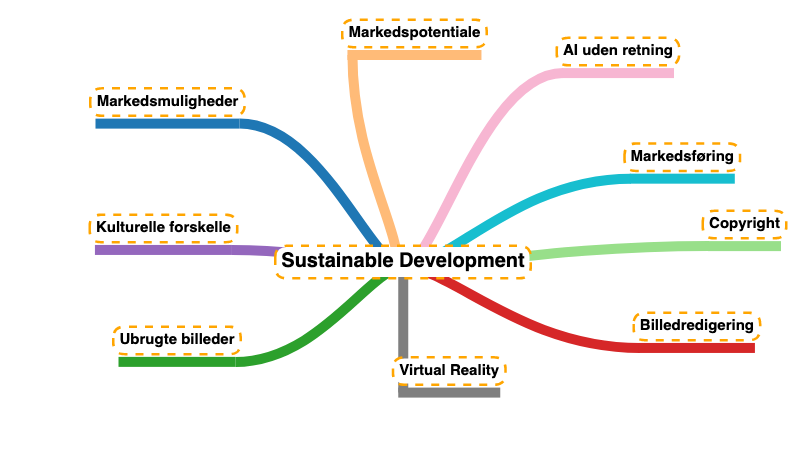 Markedspotentiale
AI uden retning
Markedsmuligheder
Markedsføring
Copyright
Kulturelle forskelle
Sustainable Development
Billedredigering
Ubrugte billeder
Virtual Reality